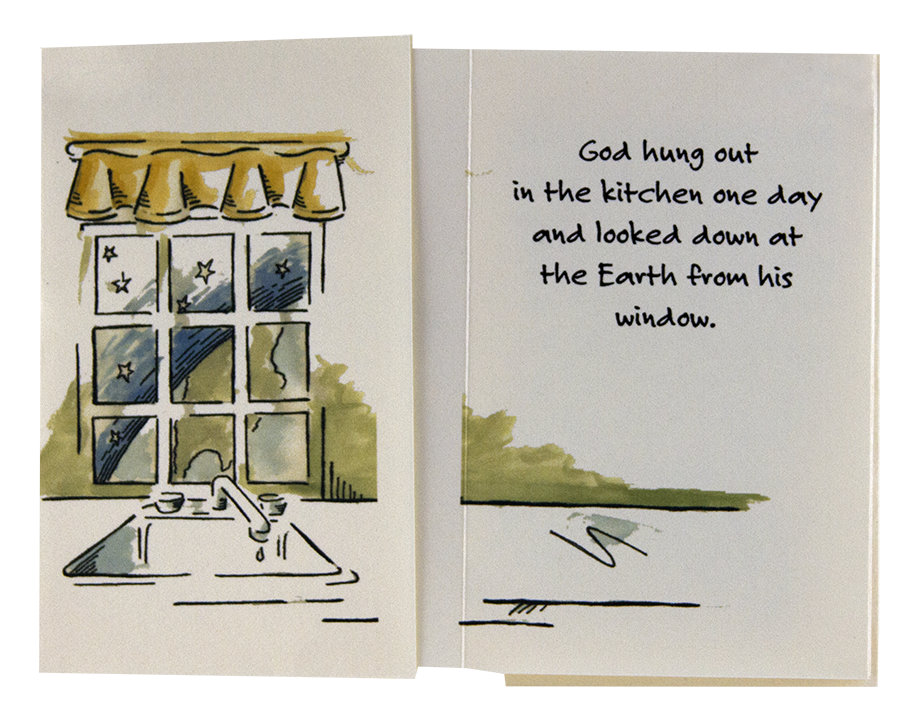 God hung out
in the kitchen one day
and looked down at
the Earth from his
window.